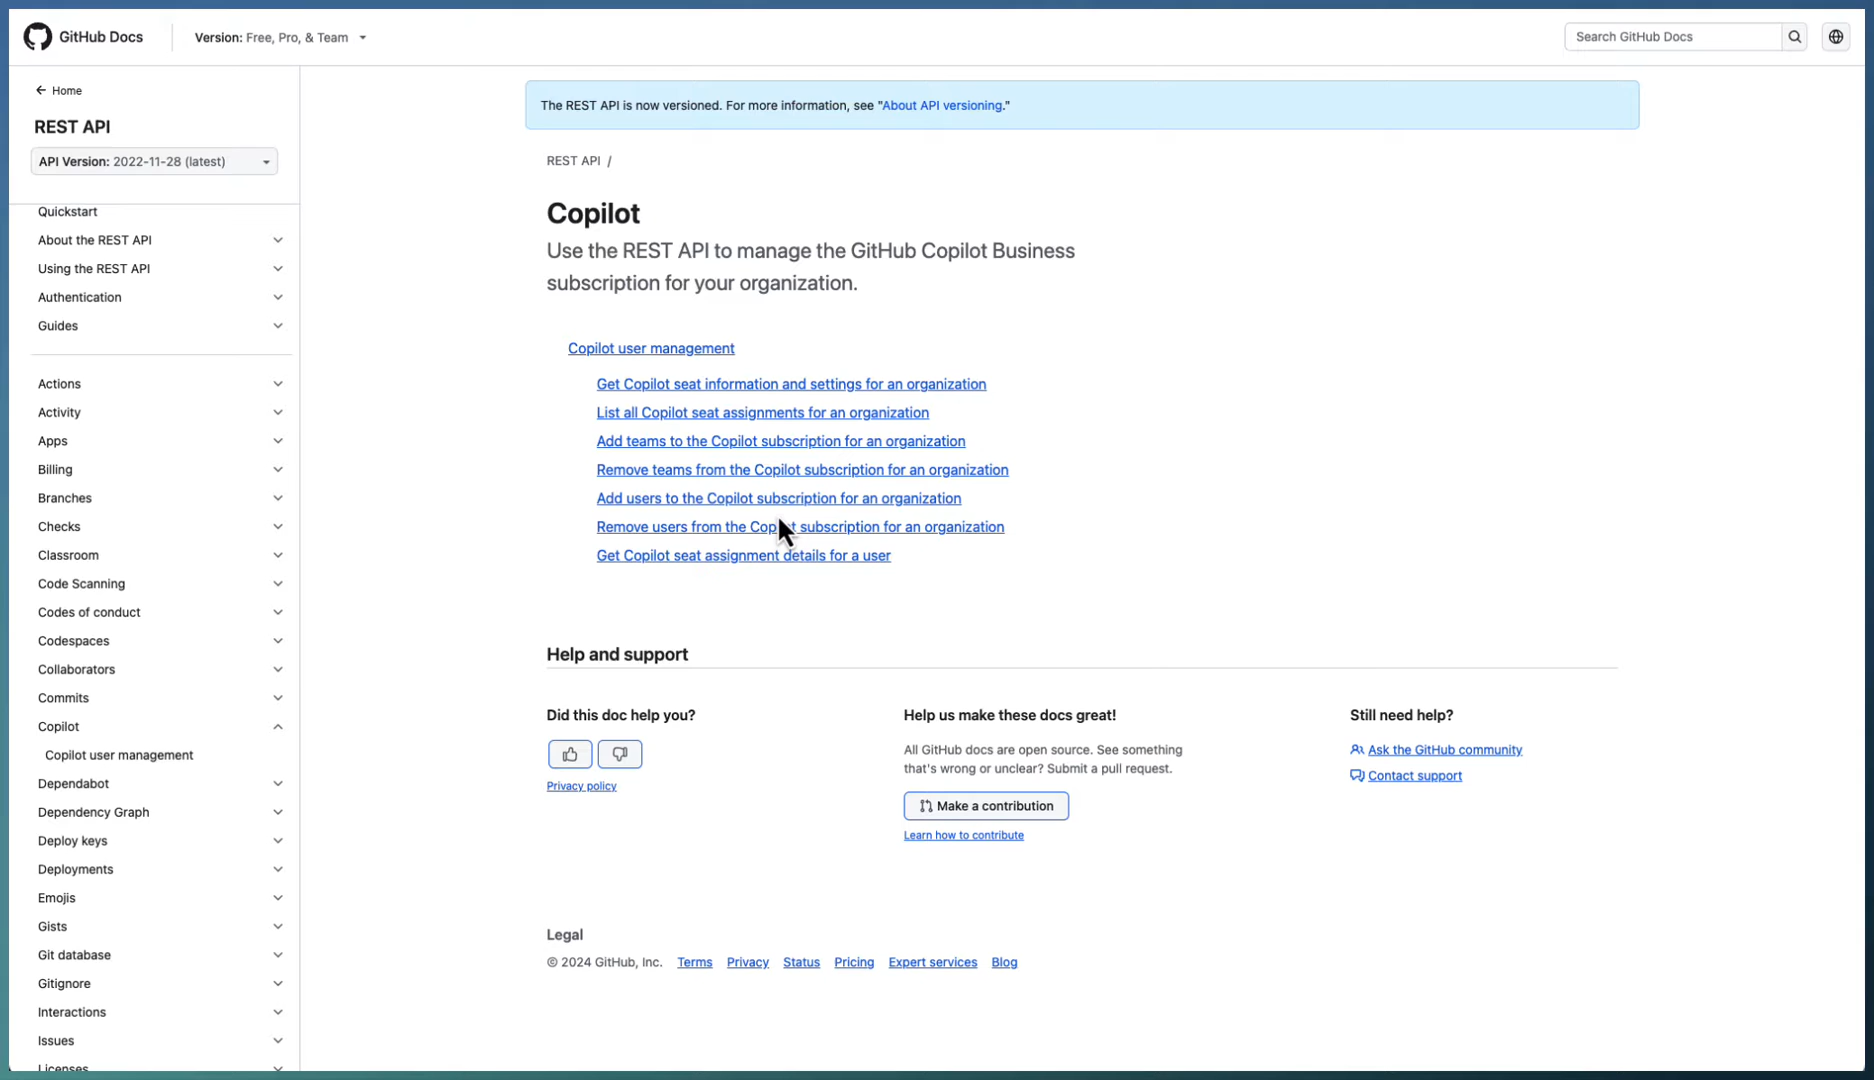 GitHub Docs
Version: Free, Pro, & Team
Search GitHub Docs
Home
REST API
API Version: 2022-11-28 (latest)
Quickstart
About the REST API
Using the REST API
Authentication
Guides
Actions
Activity
Apps
Billing
Branches
Checks
Classroom
Code Scanning
Codes of conduct
Codespaces
Collaborators
Commits
Copilot
Copilot user management
Dependabot
Dependency Graph
Deploy keys
Deployments
Emojis
Gists
Git database
Gitignore
Interactions
Issues
Licenses
The REST API is now versioned. For more information, see "About API versioning."
REST API /
Copilot
Use the REST API to manage the GitHub Copilot Business
subscription for your organization.
Copilot user management
Get Copilot seat information and settings for an organization
List all Copilot seat assignments for an organization
Add teams to the Copilot subscription for an organization
Remove teams from the Copilot subscription for an organization
Add users to the Copilot subscription for an organization
Remove users from the Copilot subscription for an organization
Get Copilot seat assignment details for a user
Help and support
Did this doc help you?
Privacy policy
Help us make these docs great!
All GitHub docs are open source. See something
that's wrong or unclear? Submit a pull request.
Make a contribution
Learn how to contribute
Still need help?
Ask the GitHub community
Contact support
Legal
© 2024 GitHub, Inc. Terms Privacy Status Pricing Expert services Blog